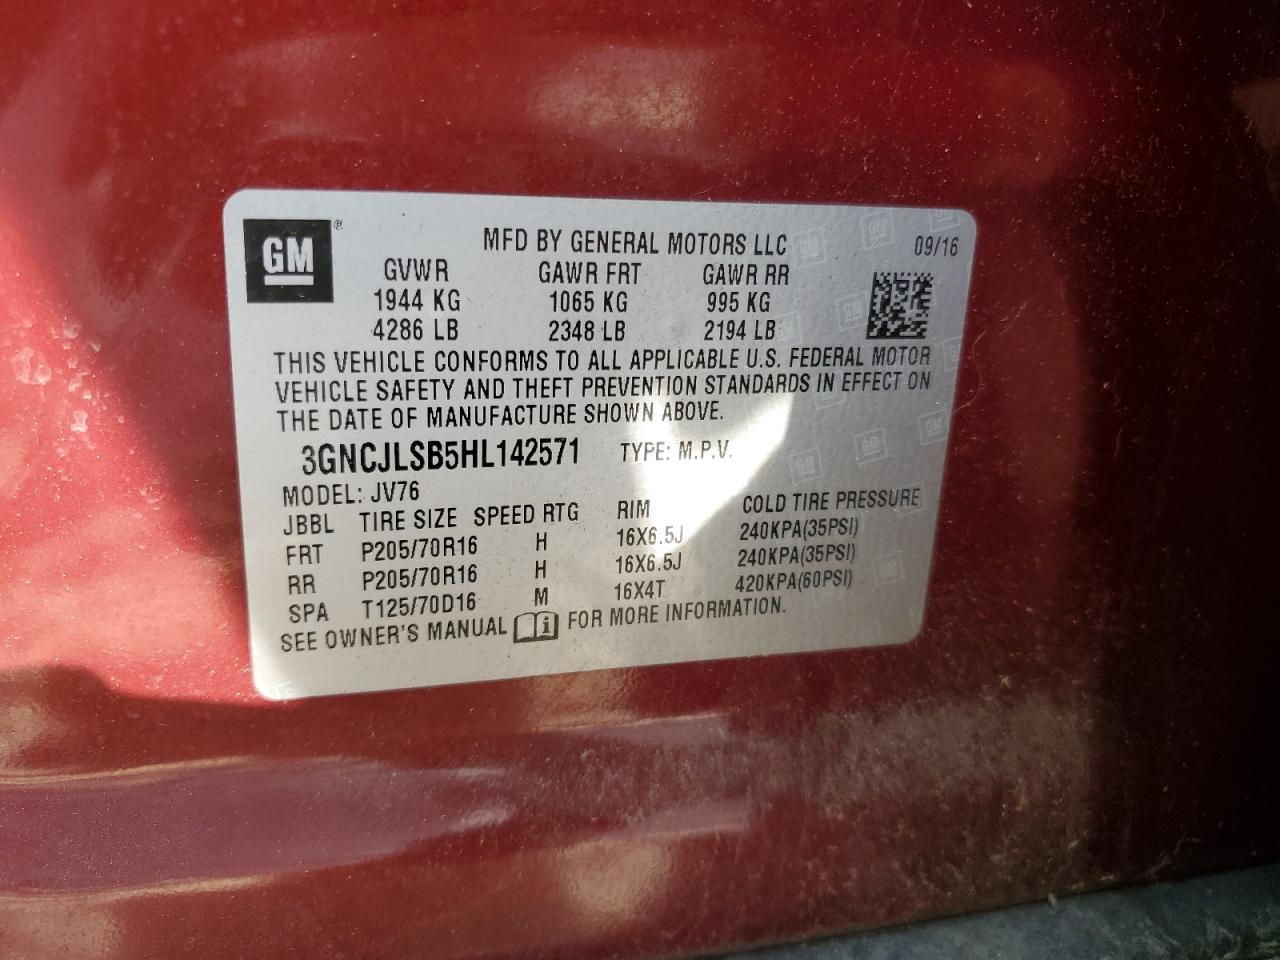 GM®
MFD BY GENERAL MOTORS LLC 09/16
GVWR GAWR FRT GAWR RR
1944 KG 1065 KG 995 KG
4286 LB 2348 LB 2194 LB
THIS VEHICLE CONFORMS TO ALL APPLICABLE U.S. FEDERAL MOTOR
VEHICLE SAFETY AND THEFT PREVENTION STANDARDS IN EFFECT ON
THE DATE OF MANUFACTURE SHOWN ABOVE.
3GNCJLSB5HL142571 TYPE: M.P.V.
MODEL: JV76
JBBL TIRE SIZE SPEED RTG RIM COLD TIRE PRESSURE
FRT P205/70R16 H 16X6.5J 240KPA(35PSI)
RR P205/70R16 H 16X6.5J 240KPA(35PSI)
SPA T125/70D16 M 16X4T 420KPA(60PSI)
SEE OWNER'S MANUAL i FOR MORE INFORMATION.